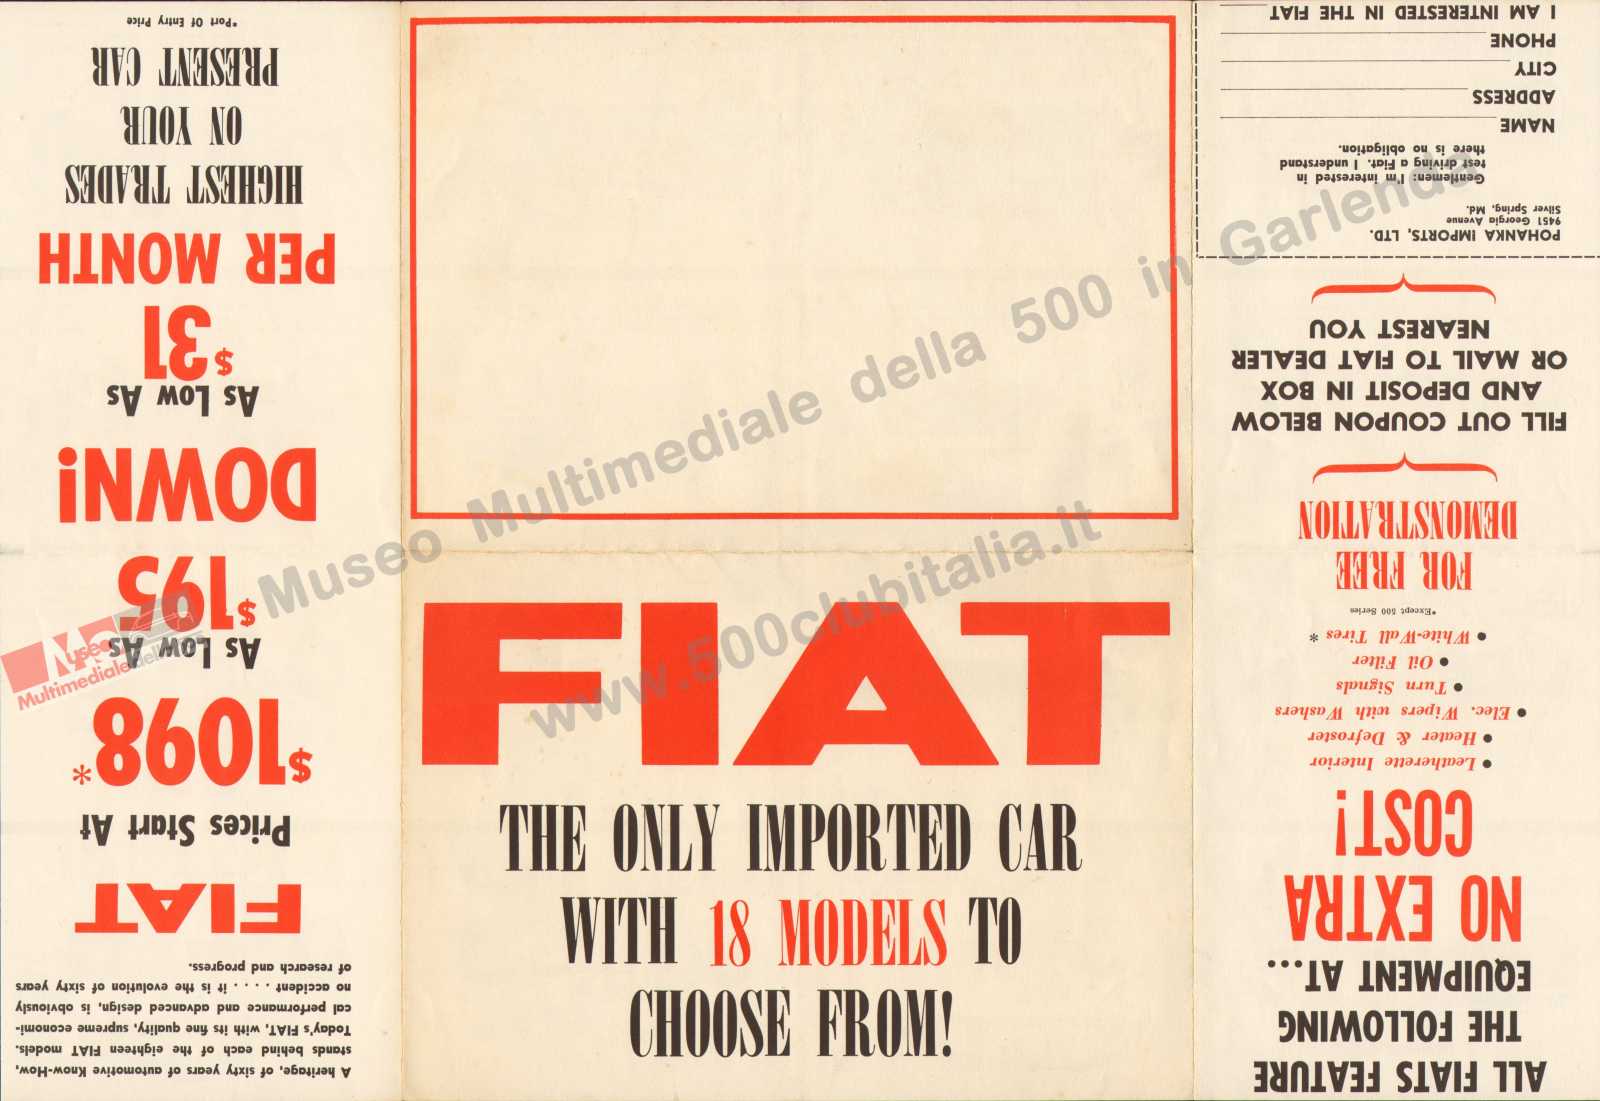 FIAT
THE ONLY IMPORTED CAR
WITH 18 MODELS TO
CHOOSE FROM!
A heritage, of sixty years of automotive Know-How,
stands behind each of the eighteen FIAT models.
Today's FIAT, with its fine quality, supreme economi-
cal performance and advanced design, is obviously
no accident . . . . it is the evolution of sixty years
of research and progress.
FIAT
Prices Start At
$1098*
As Low As
$195
DOWN!
As Low As
$31
PER MONTH
HIGHEST TRADES
ON YOUR
PRESENT CAR
*Port Of Entry Price
ALL FIATS FEATURE
THE FOLLOWING
EQUIPMENT AT...
NO EXTRA
COST!
• Leatherette Interior
• Heater & Defroster
• Elec. Wipers with Washers
• Turn Signals
• Oil Filter
• White-Wall Tires *
*Except 500 Series
FOR FREE
DEMONSTRATION
FILL OUT COUPON BELOW
AND DEPOSIT IN BOX
OR MAIL TO FIAT DEALER
NEAREST YOU
POHANKA IMPORTS, LTD.
9451 Georgia Avenue
Silver Spring, Md.
Gentlemen: I'm interested in
test driving a Fiat. I understand
there is no obligation.
NAME
ADDRESS
CITY
PHONE
I AM INTERESTED IN THE FIAT
Museo Multimediale della 500 in Garlenda
www.500clubitalia.it
Museo
Multimediale della